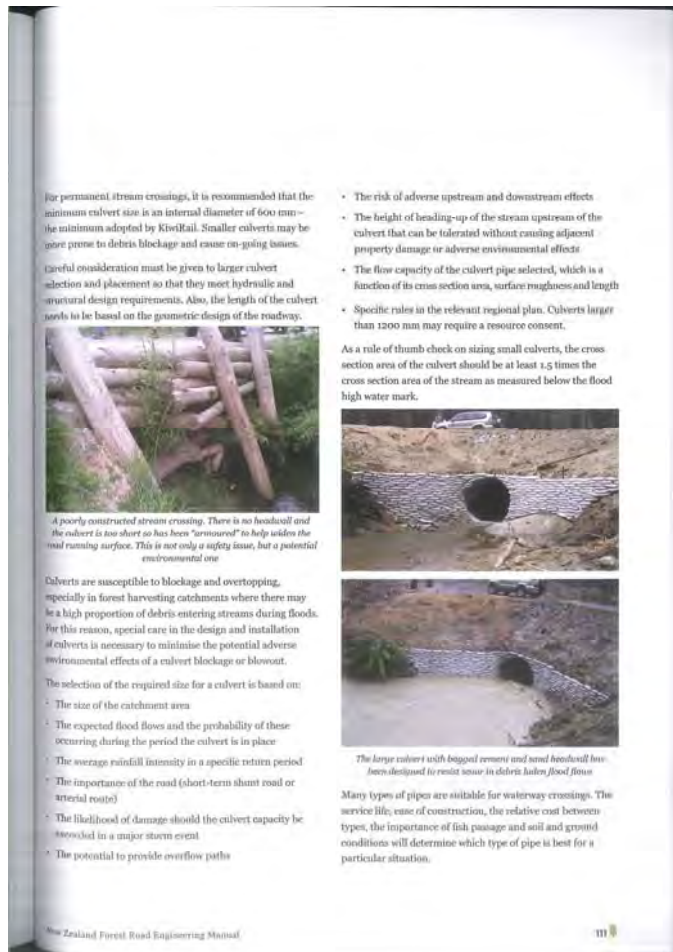 For permanent stream crossings, it is recommended that the
minimum culvert size is an internal diameter of 600 mm –
the minimum adopted by KiwiRail. Smaller culverts may be
more prone to debris blockage and cause on-going issues.
Careful consideration must be given to larger culvert
selection and placement so that they meet hydraulic and
structural design requirements. Also, the length of the culvert
needs to be based on the geometric design of the roadway.
A poorly constructed stream crossing. There is no headwall and
the culvert is too short so has been "armoured" to help widen the
road running surface. This is not only a safety issue, but a potential
environmental one
Culverts are susceptible to blockage and overtopping,
especially in forest harvesting catchments where there may
be a high proportion of debris entering streams during floods.
For this reason, special care in the design and installation
of culverts is necessary to minimise the potential adverse
environmental effects of a culvert blockage or blowout.
The selection of the required size for a culvert is based on:
• The size of the catchment area
• The expected flood flows and the probability of these
occurring during the period the culvert is in place
• The average rainfall intensity in a specific return period
• The importance of the road (short-term shunt road or
arterial route)
• The likelihood of damage should the culvert capacity be
exceeded in a major storm event
• The potential to provide overflow paths
• The risk of adverse upstream and downstream effects
• The height of heading-up of the stream upstream of the
culvert that can be tolerated without causing adjacent
property damage or adverse environmental effects
• The flow capacity of the culvert pipe selected, which is a
function of its cross section area, surface roughness and length
• Specific rules in the relevant regional plan. Culverts larger
than 1200 mm may require a resource consent.
As a rule of thumb check on sizing small culverts, the cross
section area of the culvert should be at least 1.5 times the
cross section area of the stream as measured below the flood
high water mark.
The large culvert with bagged cement and sand headwall has
been designed to resist scour in debris laden flood flows
Many types of pipes are suitable for waterway crossings. The
service life, ease of construction, the relative cost between
types, the importance of fish passage and soil and ground
conditions will determine which type of pipe is best for a
particular situation.
New Zealand Forest Road Engineering Manual
111